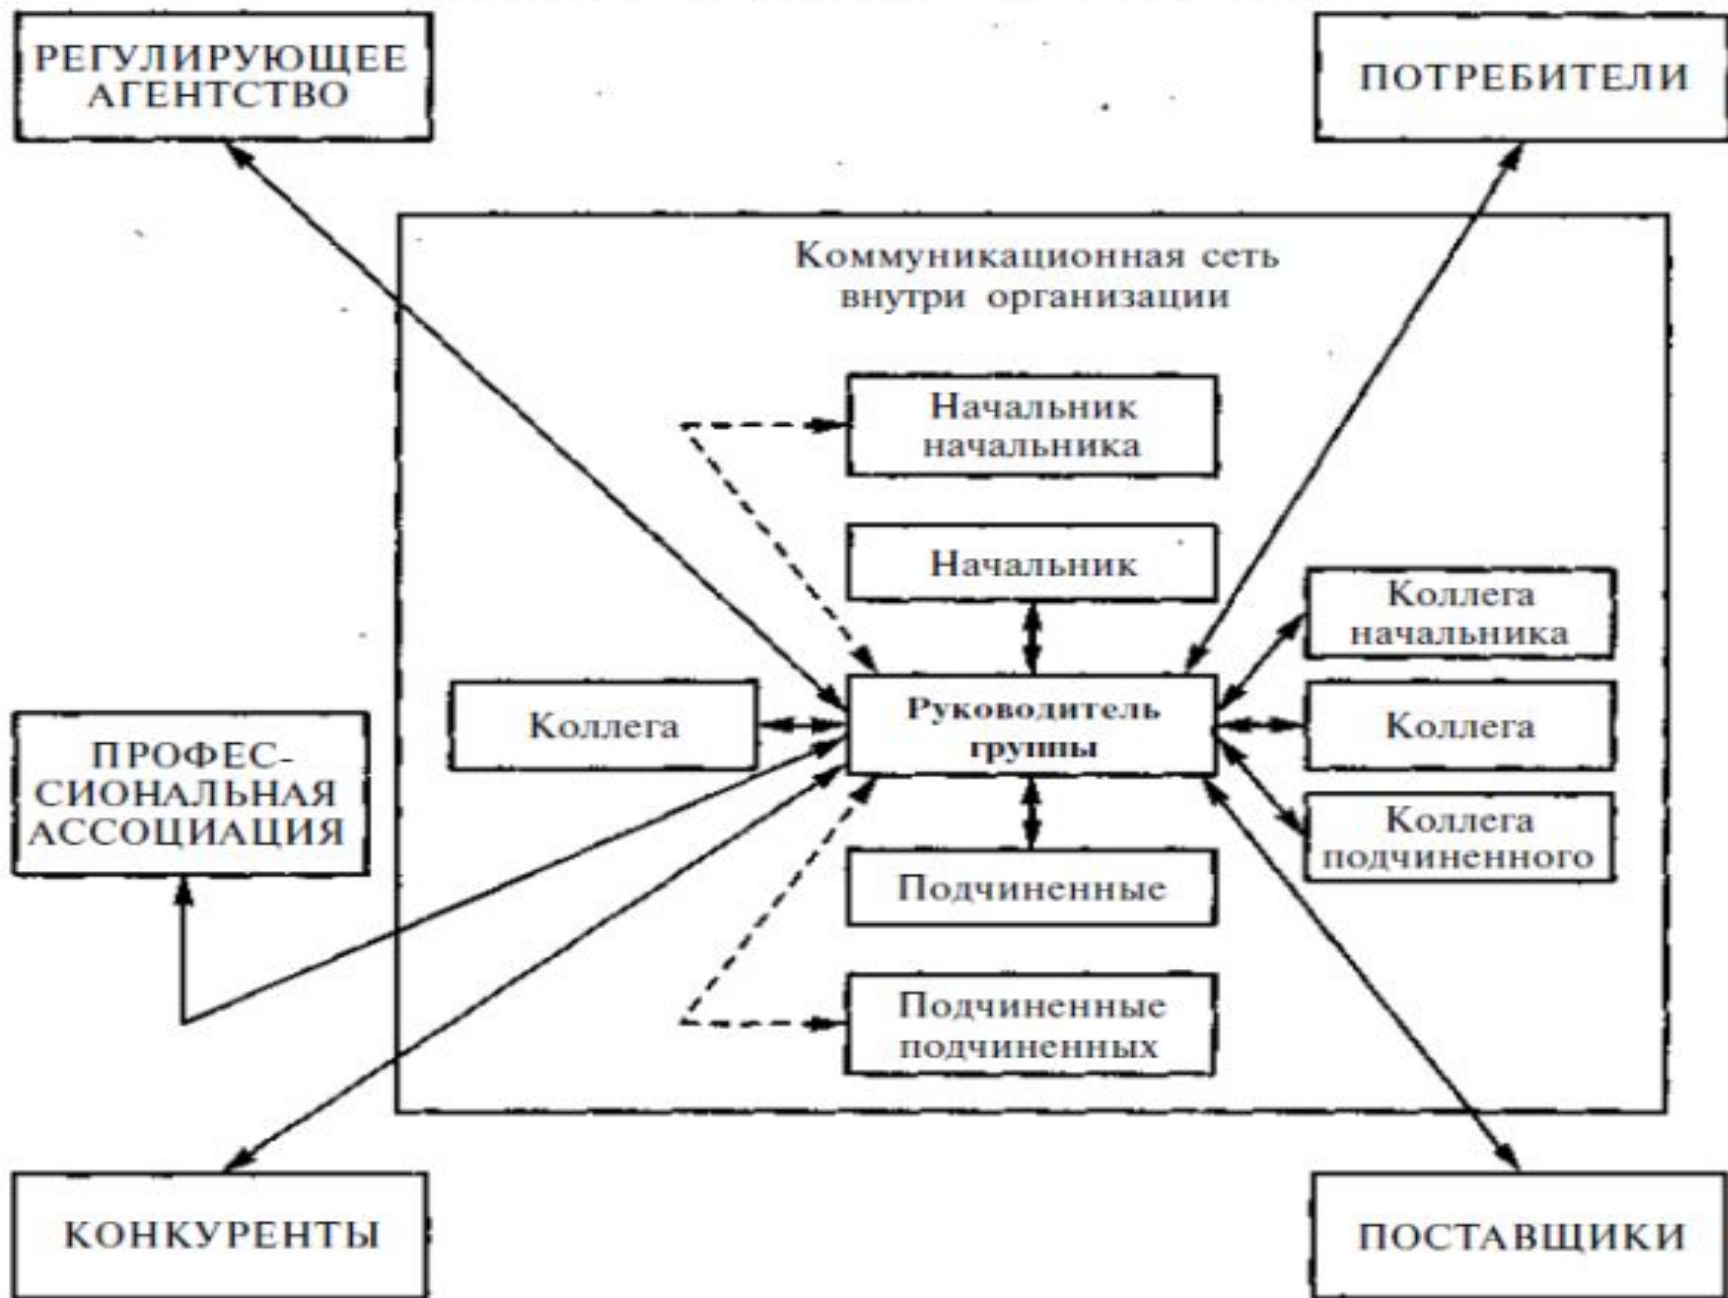 РЕГУЛИРУЮЩЕЕ
АГЕНТСТВО
ПОТРЕБИТЕЛИ
Коммуникационная сеть
внутри организации
Начальник
начальника
Начальник
Коллега
начальника
Коллега
Руководитель
группы
Коллега
ПРОФЕС-
СИОНАЛЬНАЯ
АССОЦИАЦИЯ
Коллега
подчиненного
Подчиненные
Подчиненные
подчиненных
КОНКУРЕНТЫ
ПОСТАВЩИКИ